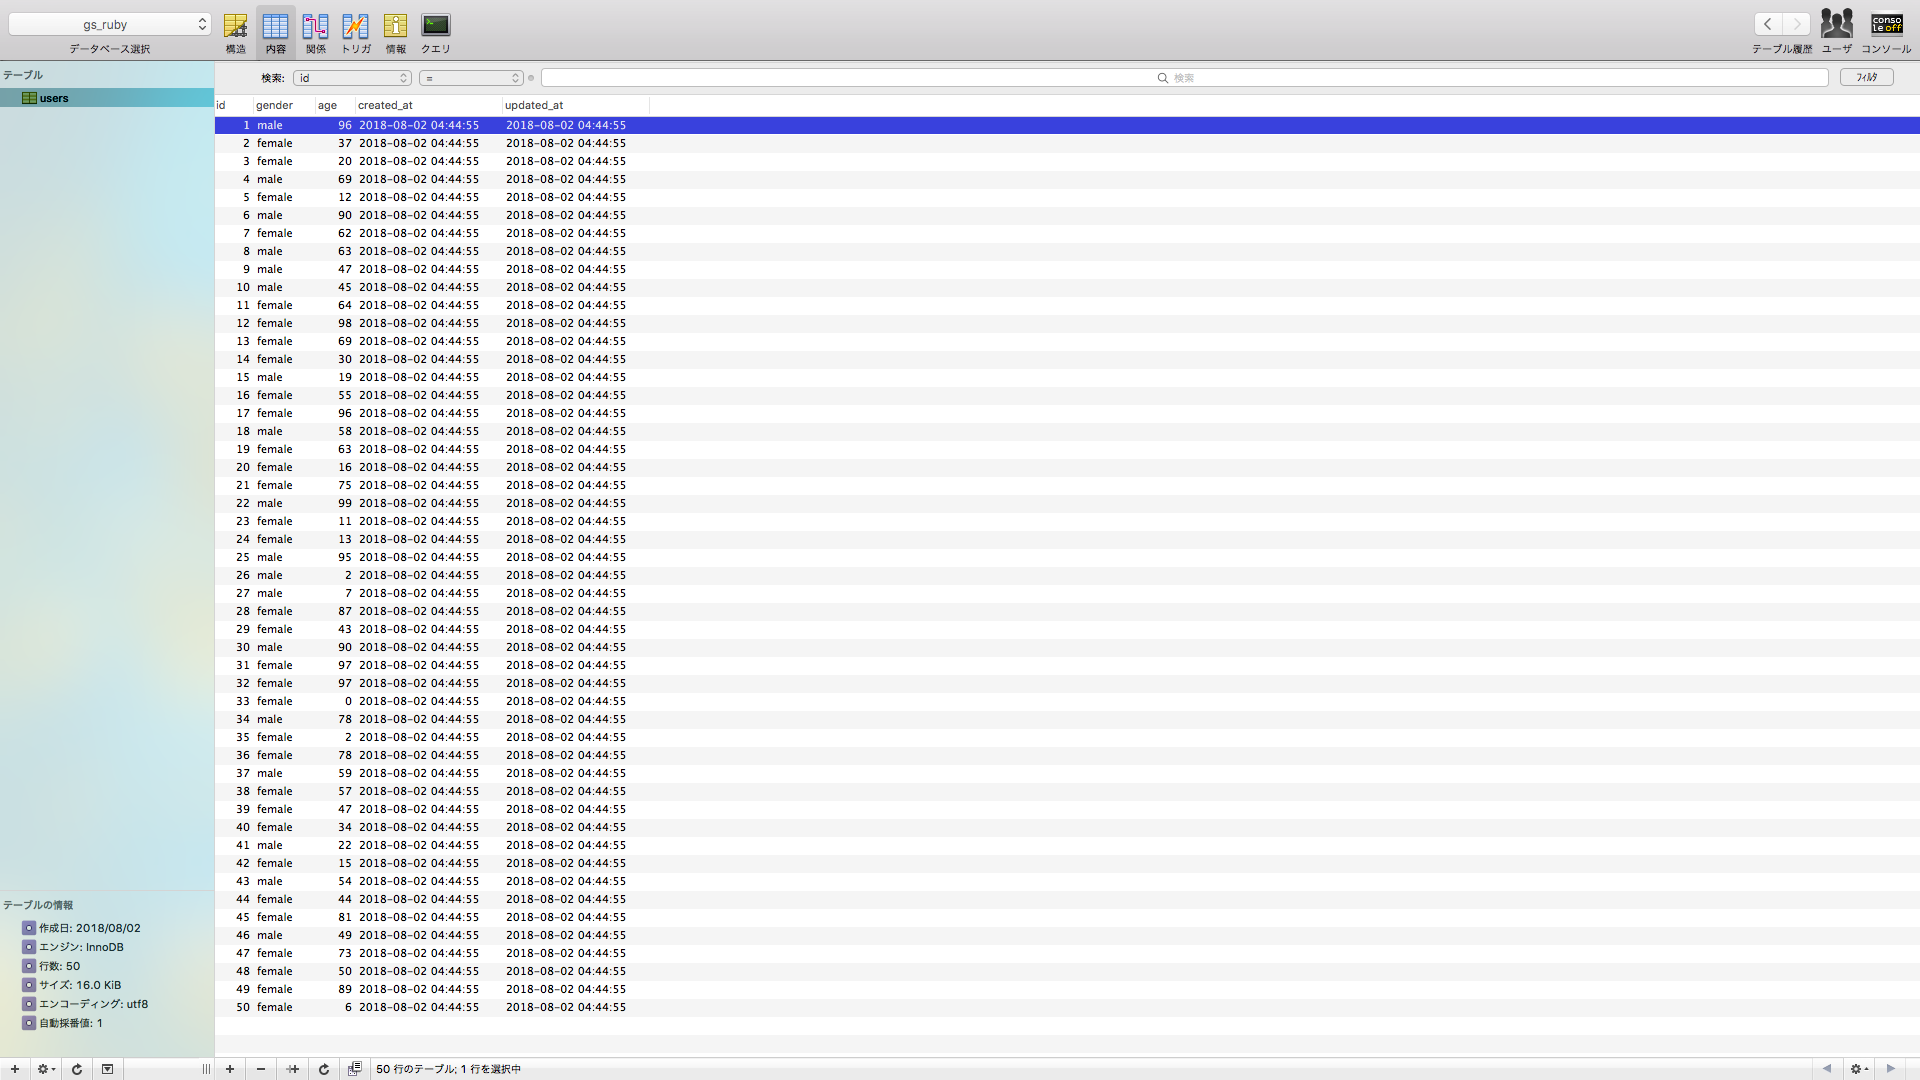 gs_ruby
データベース選択
構造 内容 関係 トリガ 情報 クエリ
テーブル履歴 ユーザ コンソール
conso
leoff
テーブル
users
検索: id = 検索 フィルタ
id gender age created_at updated_at
1 male 96 2018-08-02 04:44:55 2018-08-02 04:44:55
2 female 37 2018-08-02 04:44:55 2018-08-02 04:44:55
3 female 20 2018-08-02 04:44:55 2018-08-02 04:44:55
4 male 69 2018-08-02 04:44:55 2018-08-02 04:44:55
5 female 12 2018-08-02 04:44:55 2018-08-02 04:44:55
6 male 90 2018-08-02 04:44:55 2018-08-02 04:44:55
7 female 62 2018-08-02 04:44:55 2018-08-02 04:44:55
8 male 63 2018-08-02 04:44:55 2018-08-02 04:44:55
9 male 47 2018-08-02 04:44:55 2018-08-02 04:44:55
10 male 45 2018-08-02 04:44:55 2018-08-02 04:44:55
11 female 64 2018-08-02 04:44:55 2018-08-02 04:44:55
12 female 98 2018-08-02 04:44:55 2018-08-02 04:44:55
13 female 69 2018-08-02 04:44:55 2018-08-02 04:44:55
14 female 30 2018-08-02 04:44:55 2018-08-02 04:44:55
15 male 19 2018-08-02 04:44:55 2018-08-02 04:44:55
16 female 55 2018-08-02 04:44:55 2018-08-02 04:44:55
17 female 96 2018-08-02 04:44:55 2018-08-02 04:44:55
18 male 58 2018-08-02 04:44:55 2018-08-02 04:44:55
19 female 63 2018-08-02 04:44:55 2018-08-02 04:44:55
20 female 16 2018-08-02 04:44:55 2018-08-02 04:44:55
21 female 75 2018-08-02 04:44:55 2018-08-02 04:44:55
22 male 99 2018-08-02 04:44:55 2018-08-02 04:44:55
23 female 11 2018-08-02 04:44:55 2018-08-02 04:44:55
24 female 13 2018-08-02 04:44:55 2018-08-02 04:44:55
25 male 95 2018-08-02 04:44:55 2018-08-02 04:44:55
26 male 2 2018-08-02 04:44:55 2018-08-02 04:44:55
27 male 7 2018-08-02 04:44:55 2018-08-02 04:44:55
28 female 87 2018-08-02 04:44:55 2018-08-02 04:44:55
29 female 43 2018-08-02 04:44:55 2018-08-02 04:44:55
30 male 90 2018-08-02 04:44:55 2018-08-02 04:44:55
31 female 97 2018-08-02 04:44:55 2018-08-02 04:44:55
32 female 97 2018-08-02 04:44:55 2018-08-02 04:44:55
33 female 0 2018-08-02 04:44:55 2018-08-02 04:44:55
34 male 78 2018-08-02 04:44:55 2018-08-02 04:44:55
35 female 2 2018-08-02 04:44:55 2018-08-02 04:44:55
36 female 78 2018-08-02 04:44:55 2018-08-02 04:44:55
37 male 59 2018-08-02 04:44:55 2018-08-02 04:44:55
38 female 57 2018-08-02 04:44:55 2018-08-02 04:44:55
39 female 47 2018-08-02 04:44:55 2018-08-02 04:44:55
40 female 34 2018-08-02 04:44:55 2018-08-02 04:44:55
41 male 22 2018-08-02 04:44:55 2018-08-02 04:44:55
42 female 15 2018-08-02 04:44:55 2018-08-02 04:44:55
43 male 54 2018-08-02 04:44:55 2018-08-02 04:44:55
44 female 44 2018-08-02 04:44:55 2018-08-02 04:44:55
45 female 81 2018-08-02 04:44:55 2018-08-02 04:44:55
46 male 49 2018-08-02 04:44:55 2018-08-02 04:44:55
47 female 73 2018-08-02 04:44:55 2018-08-02 04:44:55
48 female 50 2018-08-02 04:44:55 2018-08-02 04:44:55
49 female 89 2018-08-02 04:44:55 2018-08-02 04:44:55
50 female 6 2018-08-02 04:44:55 2018-08-02 04:44:55
テーブルの情報
作成日: 2018/08/02
エンジン: InnoDB
行数: 50
サイズ: 16.0 KiB
エンコーディング: utf8
自動採番値: 1
50 行のテーブル; 1 行を選択中